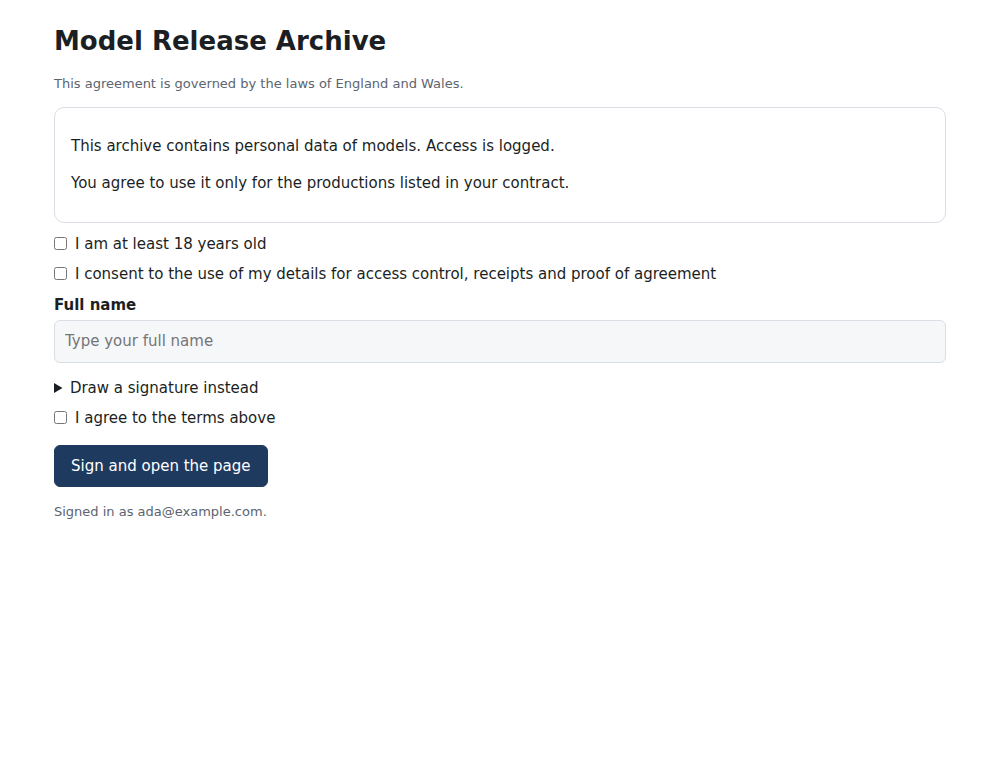 Model Release Archive
This agreement is governed by the laws of England and Wales.
This archive contains personal data of models. Access is logged.
You agree to use it only for the productions listed in your contract.
I am at least 18 years old
I consent to the use of my details for access control, receipts and proof of agreement
Full name
Type your full name
Draw a signature instead
I agree to the terms above
Sign and open the page
Signed in as ada@example.com.